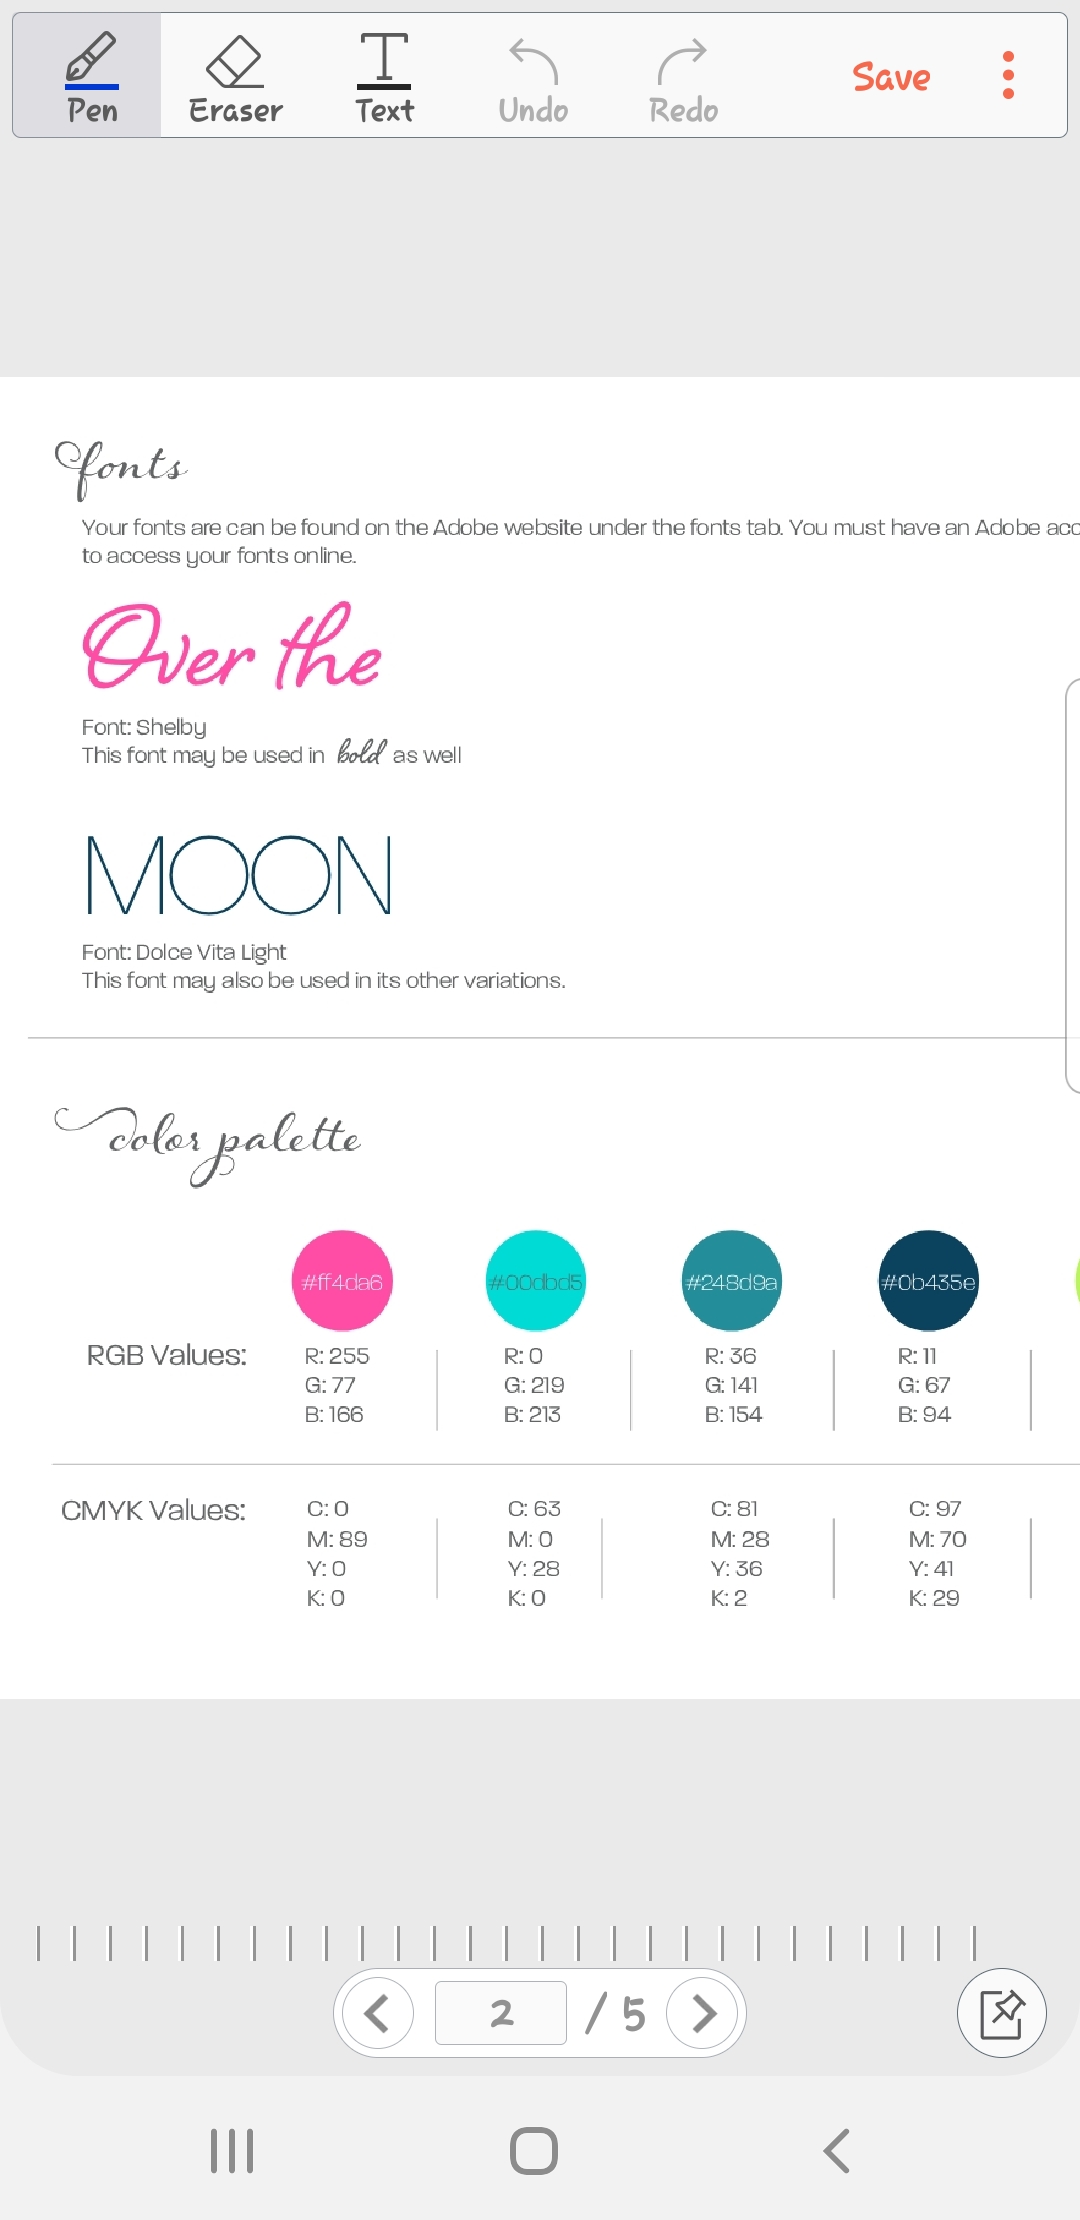 Pen Eraser Text Undo Redo Save
fonts
Your fonts are can be found on the Adobe website under the fonts tab. You must have an Adobe acc
to access your fonts online.
Over the
Font: Shelby
This font may be used in bold as well
MOON
Font: Dolce Vita Light
This font may also be used in its other variations.
color palette
#ff4da6 #00dbd5 #248d9a #0b435e
RGB Values: R: 255 R: 0 R: 36 R: 11
G: 77 G: 219 G: 141 G: 67
B: 166 B: 213 B: 154 B: 94
CMYK Values: C: 0 C: 63 C: 81 C: 97
M: 89 M: 0 M: 28 M: 70
Y: 0 Y: 28 Y: 36 Y: 41
K: 0 K: 0 K: 2 K: 29
2 / 5